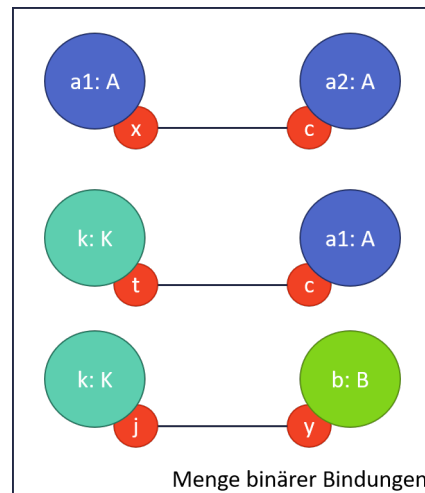 a1: A
a2: A
x
c
k: K
a1: A
t
c
k: K
b: B
j
y
Menge binärer Bindungen